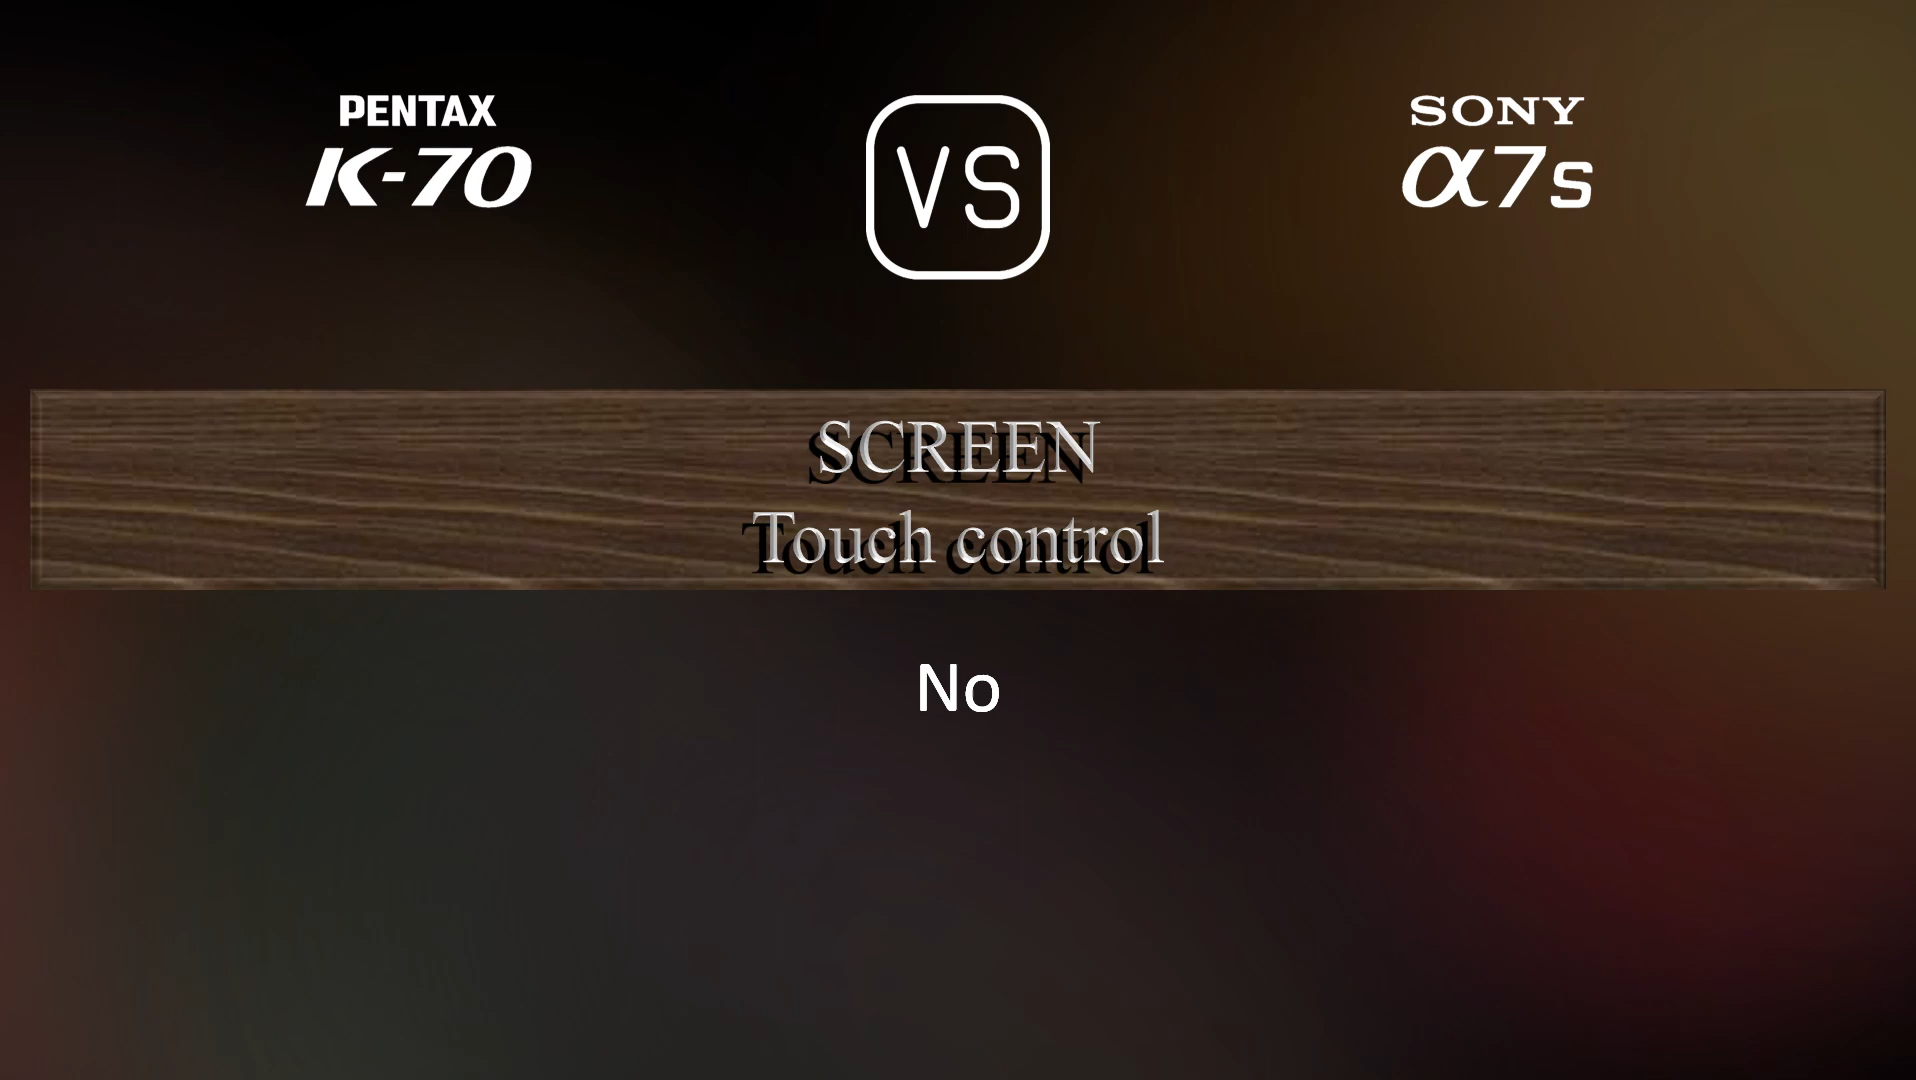 PENTAX
K-70
VS
SONY
α7s
SCREEN
Touch control
No